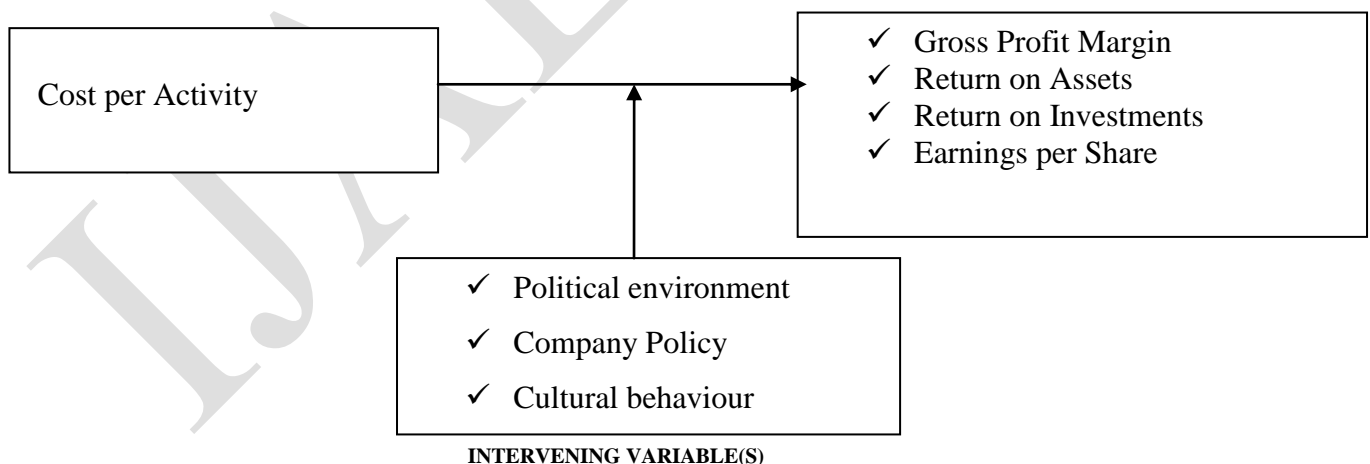 Cost per Activity
✓ Gross Profit Margin
✓ Return on Assets
✓ Return on Investments
✓ Earnings per Share
✓ Political environment
✓ Company Policy
✓ Cultural behaviour
INTERVENING VARIABLE(S)